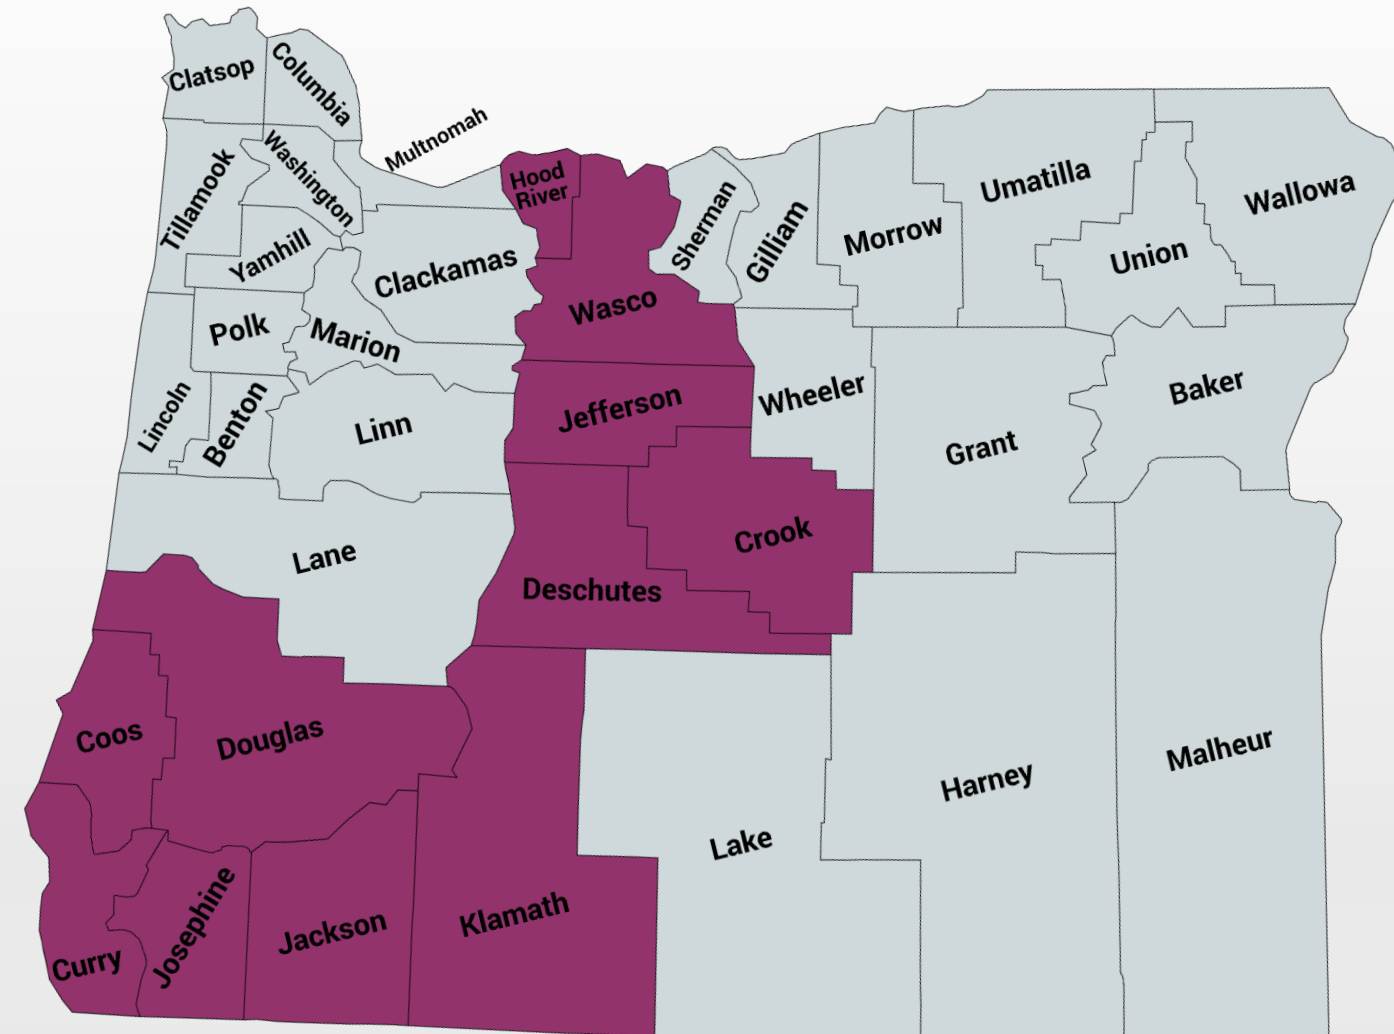 Clatsop
Columbia
Multnomah
Tillamook
Washington
Hood
River
Sherman
Gilliam
Morrow
Umatilla
Wallowa
Yamhill
Clackamas
Union
Wasco
Polk
Marion
Lincoln
Benton
Linn
Jefferson
Wheeler
Grant
Baker
Lane
Deschutes
Crook
Coos
Douglas
Lake
Harney
Malheur
Curry
Josephine
Jackson
Klamath